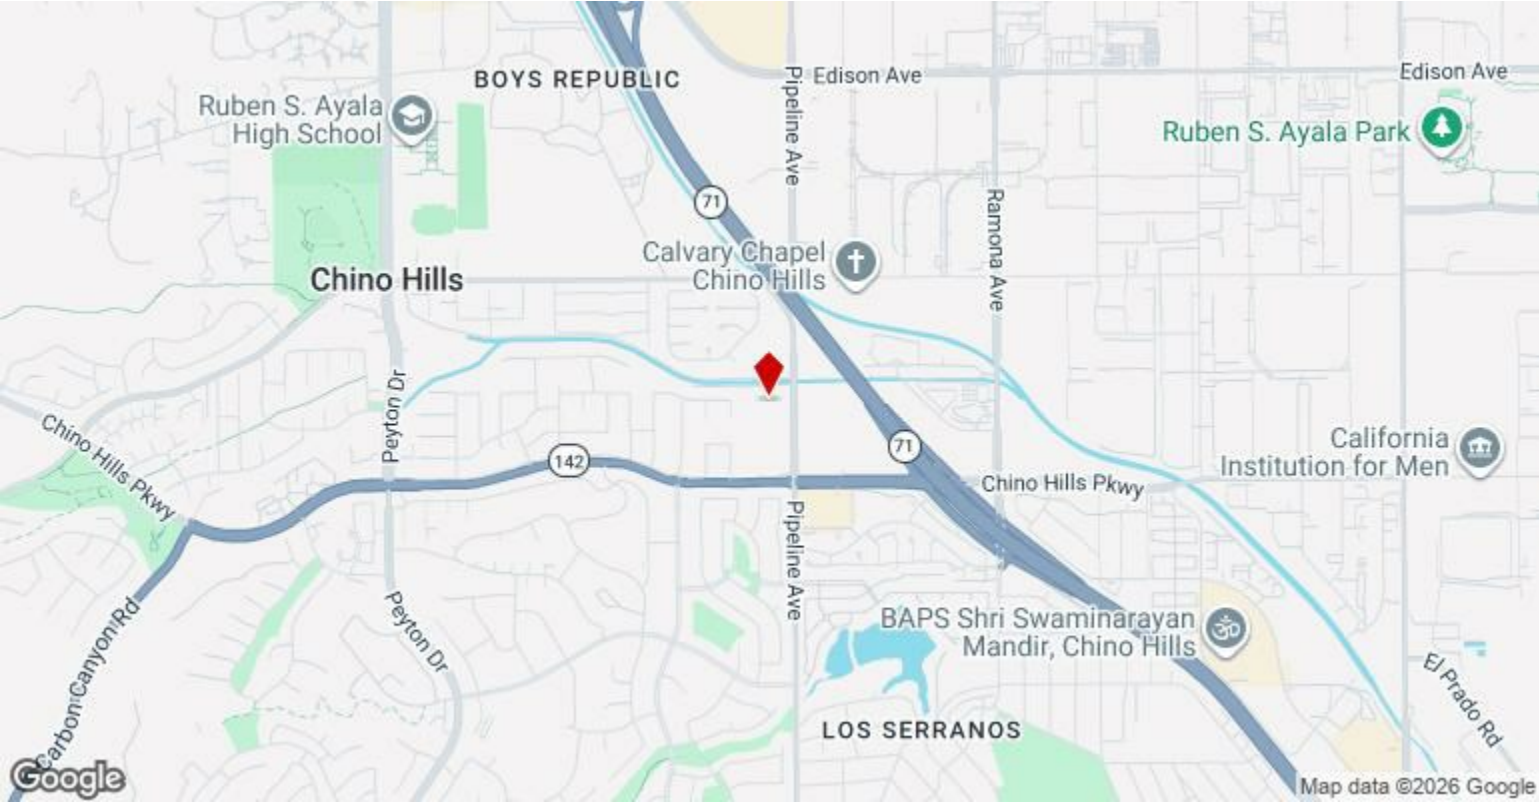 BOYS REPUBLIC
Edison Ave
Edison Ave
Pipeline Ave
Ruben S. Ayala
High School
Ruben S. Ayala Park
71
Ramona Ave
Calvary Chapel
Chino Hills
Chino Hills
Peyton Dr
Chino Hills Pkwy
142
71
California
Institution for Men
Chino Hills Pkwy
Pipeline Ave
Peyton Dr
BAPS Shri Swaminarayan
Mandir, Chino Hills
Carbon Canyon Rd
El Prado Rd
LOS SERRANOS
Google
Map data ©2026 Google